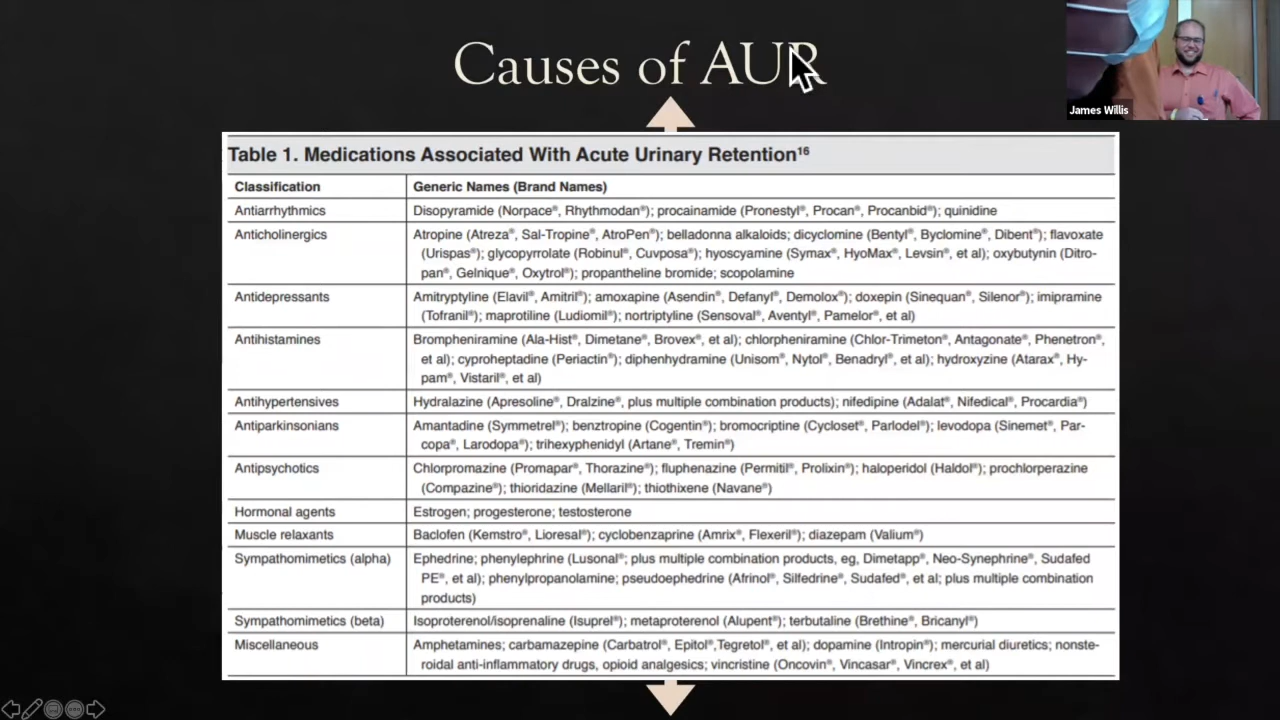 Causes of AUR
James Willis
Table 1. Medications Associated With Acute Urinary Retention16
Classification Generic Names (Brand Names)
Antiarrhythmics Disopyramide (Norpace®, Rhythmodan®); procainamide (Pronestyl®, Procan®, Procanbid®); quinidine
Anticholinergics Atropine (Atreza®, Sal-Tropine®, AtroPen®); belladonna alkaloids; dicyclomine (Bentyl®, Byclomine®, Dibent®); flavoxate
(Urispas®); glycopyrrolate (Robinul®, Cuvposa®); hyoscyamine (Symax®, HyoMax®, Levsin®, et al); oxybutynin (Ditro-
pan®, Gelnique®, Oxytrol®); propantheline bromide; scopolamine
Antidepressants Amitryptyline (Elavil®, Amitril®); amoxapine (Asendin®, Defanyl®, Demolox®); doxepin (Sinequan®, Silenor®); imipramine
(Tofranil®); maprotiline (Ludiomil®); nortriptyline (Sensoval®, Aventyl®, Pamelor®, et al)
Antihistamines Brompheniramine (Ala-Hist®, Dimetane®, Brovex®, et al); chlorpheniramine (Chlor-Trimeton®, Antagonate®, Phenetron®,
et al); cyproheptadine (Periactin®); diphenhydramine (Unisom®, Nytol®, Benadryl®, et al); hydroxyzine (Atarax®, Hy-
pam®, Vistaril®, et al)
Antihypertensives Hydralazine (Apresoline®, Dralzine®, plus multiple combination products); nifedipine (Adalat®, Nifedical®, Procardia®)
Antiparkinsonians Amantadine (Symmetrel®); benztropine (Cogentin®); bromocriptine (Cycloset®, Parlodel®); levodopa (Sinemet®, Par-
copa®, Larodopa®); trihexyphenidyl (Artane®, Tremin®)
Antipsychotics Chlorpromazine (Promapar®, Thorazine®); fluphenazine (Permitil®, Prolixin®); haloperidol (Haldol®); prochlorperazine
(Compazine®); thioridazine (Mellaril®); thiothixene (Navane®)
Hormonal agents Estrogen; progesterone; testosterone
Muscle relaxants Baclofen (Kemstro®, Lioresal®); cyclobenzaprine (Amrix®, Flexeril®); diazepam (Valium®)
Sympathomimetics (alpha) Ephedrine; phenylephrine (Lusonal®; plus multiple combination products, eg, Dimetapp®, Neo-Synephrine®, Sudafed
PE®, et al); phenylpropanolamine; pseudoephedrine (Afrinol®, Silfedrine®, Sudafed®, et al; plus multiple combination
products)
Sympathomimetics (beta) Isoproterenol/isoprenaline (Isuprel®); metaproterenol (Alupent®); terbutaline (Brethine®, Bricanyl®)
Miscellaneous Amphetamines; carbamazepine (Carbatrol®, Epitol®,Tegretol®, et al); dopamine (Intropin®); mercurial diuretics; nonste-
roidal anti-inflammatory drugs, opioid analgesics; vincristine (Oncovin®, Vincasar®, Vincrex®, et al)